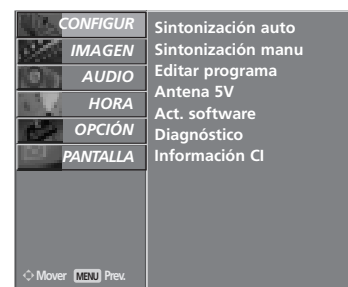 CONFIGUR
IMAGEN
AUDIO
HORA
OPCIÓN
PANTALLA
Sintonización auto
Sintonización manu
Editar programa
Antena 5V
Act. software
Diagnóstico
Información CI
Mover MENU Prev.